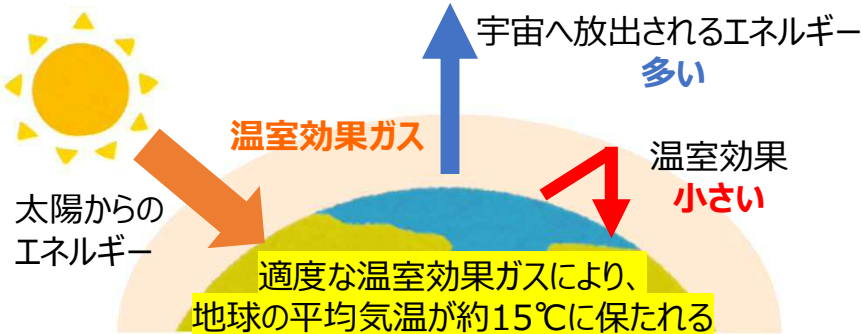 宇宙へ放出されるエネルギー
多い
温室効果ガス
温室効果
小さい
太陽からの
エネルギー
適度な温室効果ガスにより、
地球の平均気温が約15℃に保たれる